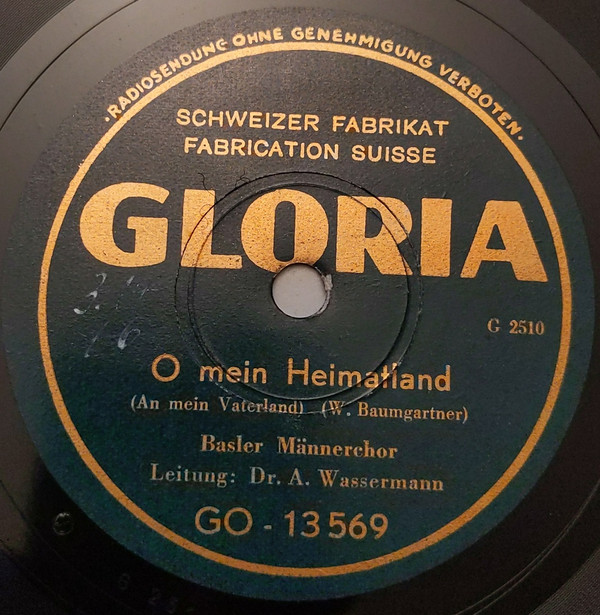 ·RADIOSENDUNG OHNE GENEHMIGUNG VERBOTEN·
SCHWEIZER FABRIKAT
FABRICATION SUISSE
GLORIA
G 2510
O mein Heimatland
(An mein Vaterland) (W. Baumgartner)
Basler Männerchor
Leitung: Dr. A. Wassermann
GO - 13569